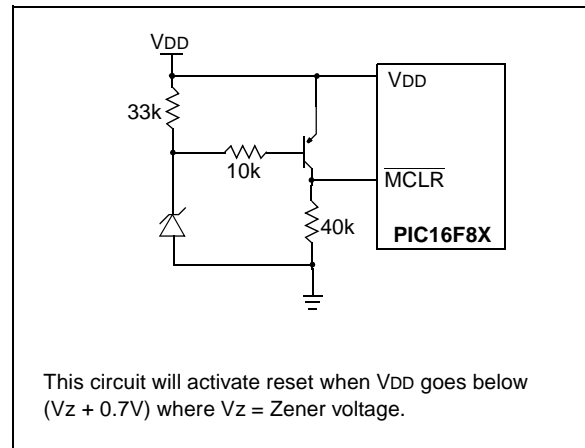 VDD
VDD
33k
10k
MCLR
40k
PIC16F8X
This circuit will activate reset when VDD goes below
(Vz + 0.7V) where Vz = Zener voltage.